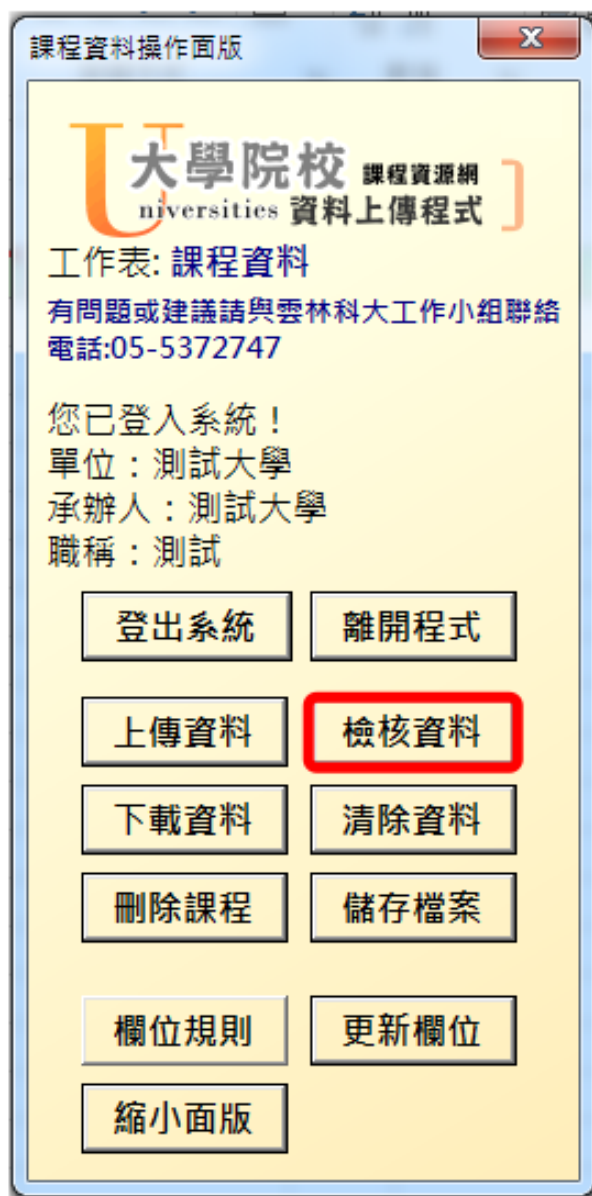 課程資料操作面版
大學院校 課程資源網
Universities 資料上傳程式
工作表: 課程資料
有問題或建議請與雲林科大工作小組聯絡
電話:05-5372747
您已登入系統！
單位：測試大學
承辦人：測試大學
職稱：測試
登出系統 離開程式
上傳資料 檢核資料
下載資料 清除資料
刪除課程 儲存檔案
欄位規則 更新欄位
縮小面版